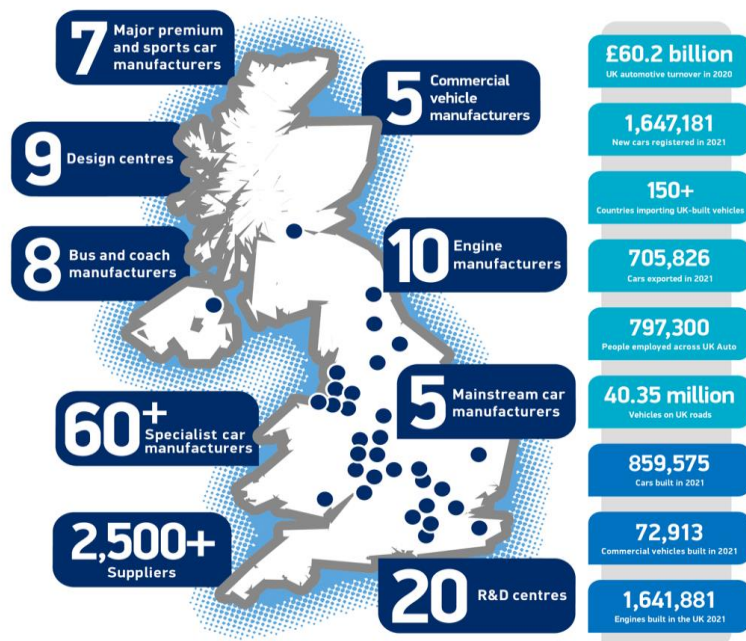 7 Major premium
and sports car
manufacturers
5 Commercial
vehicle
manufacturers
9 Design centres
8 Bus and coach
manufacturers
10 Engine
manufacturers
60+ Specialist car
manufacturers
5 Mainstream car
manufacturers
2,500+
Suppliers
20 R&D centres
£60.2 billion
UK automotive turnover in 2020
1,647,181
New cars registered in 2021
150+
Countries importing UK-built vehicles
705,826
Cars exported in 2021
797,300
People employed across UK Auto
40.35 million
Vehicles on UK roads
859,575
Cars built in 2021
72,913
Commercial vehicles built in 2021
1,641,881
Engines built in the UK 2021